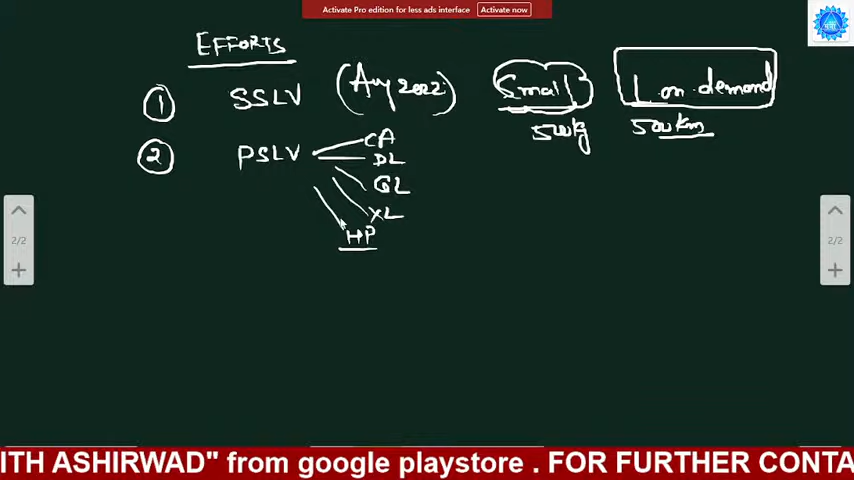 Activate Pro edition for less ads interface Activate now
EFFORTS
① SSLV (Aug 2022) Small L on demand
500kg 500km
② PSLV CA
DL
QL
XL
HP
2/2 2/2
ITH ASHIRWAD" from google playstore . FOR FURTHER CONTA